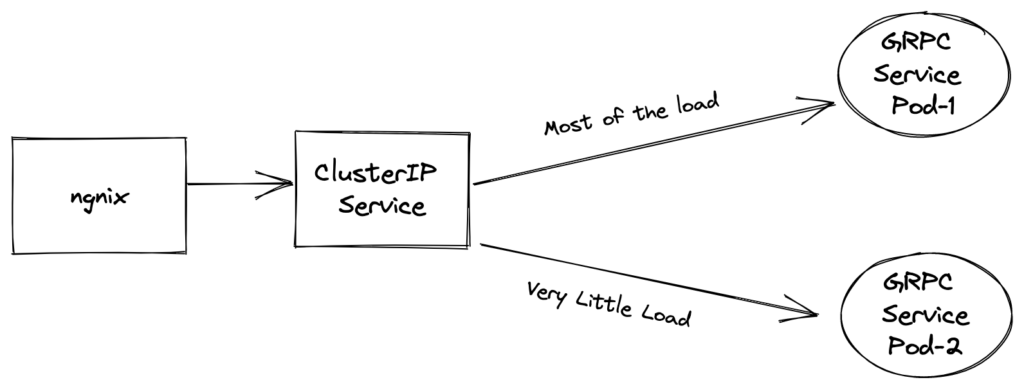 ngnix
ClusterIP
Service
Most of the load
Very Little Load
GRPC
Service
Pod-1
GRPC
Service
Pod-2